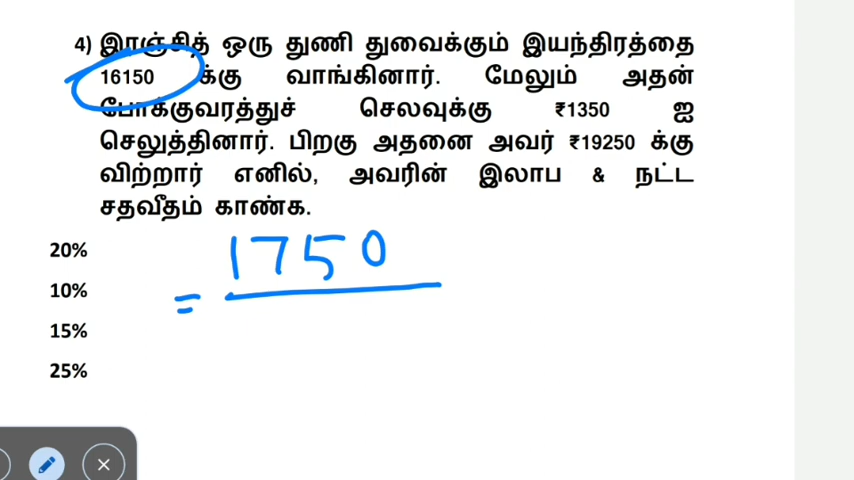 4) இரஞ்சித் ஒரு துணி துவைக்கும் இயந்திரத்தை
16150 க்கு வாங்கினார். மேலும் அதன்
போக்குவரத்துச் செலவுக்கு ₹1350 ஐ
செலுத்தினார். பிறகு அதனை அவர் ₹19250 க்கு
விற்றார் எனில், அவரின் இலாப & நட்ட
சதவீதம் காண்க.
20%
1750
10%
=
15%
25%